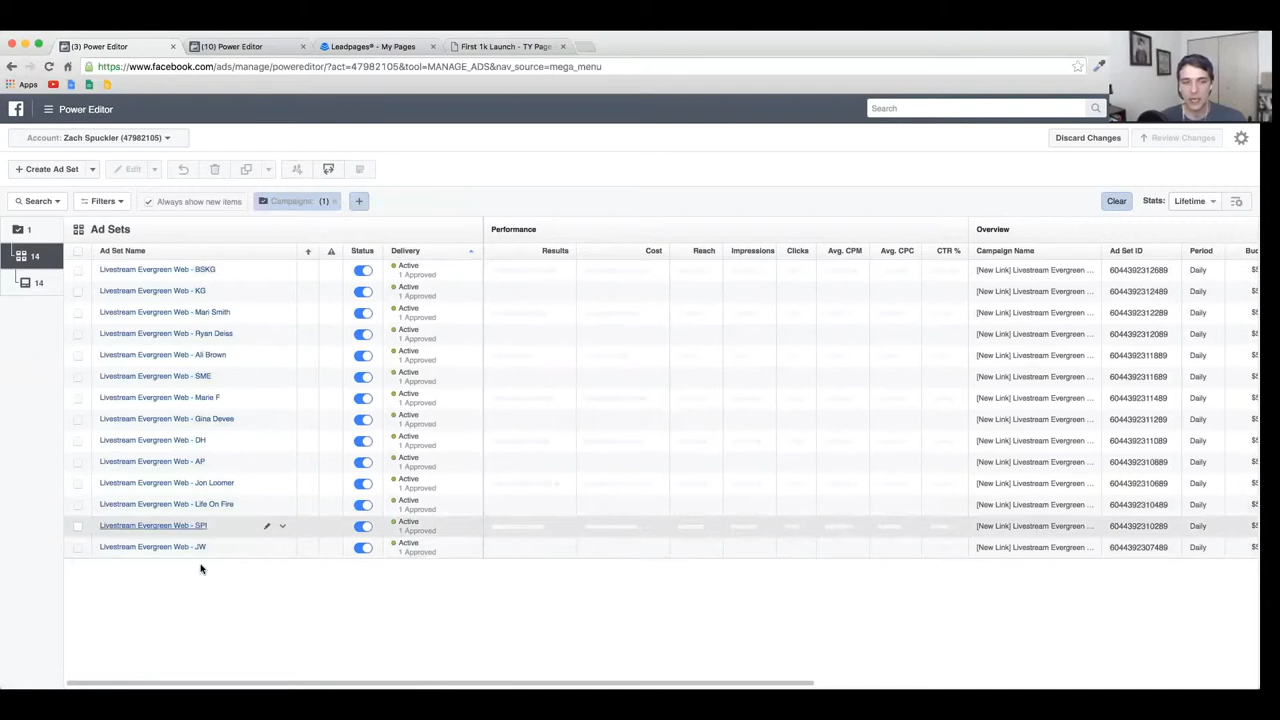 (3) Power Editor
(10) Power Editor
Leadpages® - My Pages
First 1k Launch - TY Page
https://www.facebook.com/ads/manage/powereditor/?act=47982105&tool=MANAGE_ADS&nav_source=mega_menu
Apps
Power Editor
Search
Account: Zach Spuckler (47982105)
Discard Changes
Review Changes
+ Create Ad Set
Edit
Search
Filters
Always show new items
Campaigns: (1)
+
Clear
Stats:
Lifetime
1
14
14
Ad Sets
Performance
Overview
Ad Set Name Status Delivery Results Cost Reach Impressions Clicks Avg. CPM Avg. CPC CTR % Campaign Name Ad Set ID Period
Livestream Evergreen Web - BSKG Active 1 Approved [New Link] Livestream Evergreen ... 6044392312689 Daily
Livestream Evergreen Web - KG Active 1 Approved [New Link] Livestream Evergreen ... 6044392312489 Daily
Livestream Evergreen Web - Mari Smith Active 1 Approved [New Link] Livestream Evergreen ... 6044392312289 Daily
Livestream Evergreen Web - Ryan Deiss Active 1 Approved [New Link] Livestream Evergreen ... 6044392312089 Daily
Livestream Evergreen Web - Ali Brown Active 1 Approved [New Link] Livestream Evergreen ... 6044392311889 Daily
Livestream Evergreen Web - SME Active 1 Approved [New Link] Livestream Evergreen ... 6044392311689 Daily
Livestream Evergreen Web - Marie F Active 1 Approved [New Link] Livestream Evergreen ... 6044392311489 Daily
Livestream Evergreen Web - Gina Devee Active 1 Approved [New Link] Livestream Evergreen ... 6044392311289 Daily
Livestream Evergreen Web - DH Active 1 Approved [New Link] Livestream Evergreen ... 6044392311089 Daily
Livestream Evergreen Web - AP Active 1 Approved [New Link] Livestream Evergreen ... 6044392310889 Daily
Livestream Evergreen Web - Jon Loomer Active 1 Approved [New Link] Livestream Evergreen ... 6044392310689 Daily
Livestream Evergreen Web - Life On Fire Active 1 Approved [New Link] Livestream Evergreen ... 6044392310489 Daily
Livestream Evergreen Web - SPI Active 1 Approved [New Link] Livestream Evergreen ... 6044392310289 Daily
Livestream Evergreen Web - JW Active 1 Approved [New Link] Livestream Evergreen ... 6044392307489 Daily